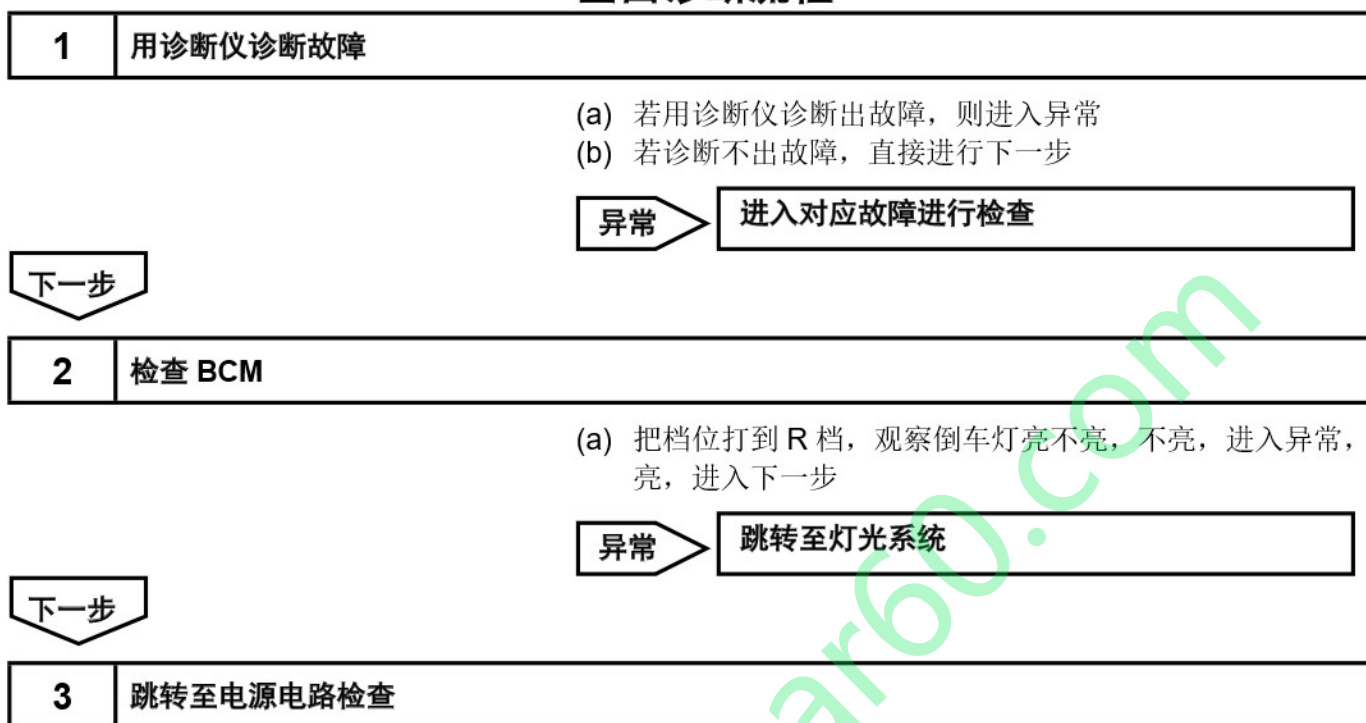 1 用诊断仪诊断故障
(a) 若用诊断仪诊断出故障，则进入异常
(b) 若诊断不出故障，直接进行下一步
异常 进入对应故障进行检查
下一步
2 检查 BCM
(a) 把档位打到 R 档，观察倒车灯亮不亮，不亮，进入异常，
亮，进入下一步
异常 跳转至灯光系统
下一步
3 跳转至电源电路检查
ar60.com